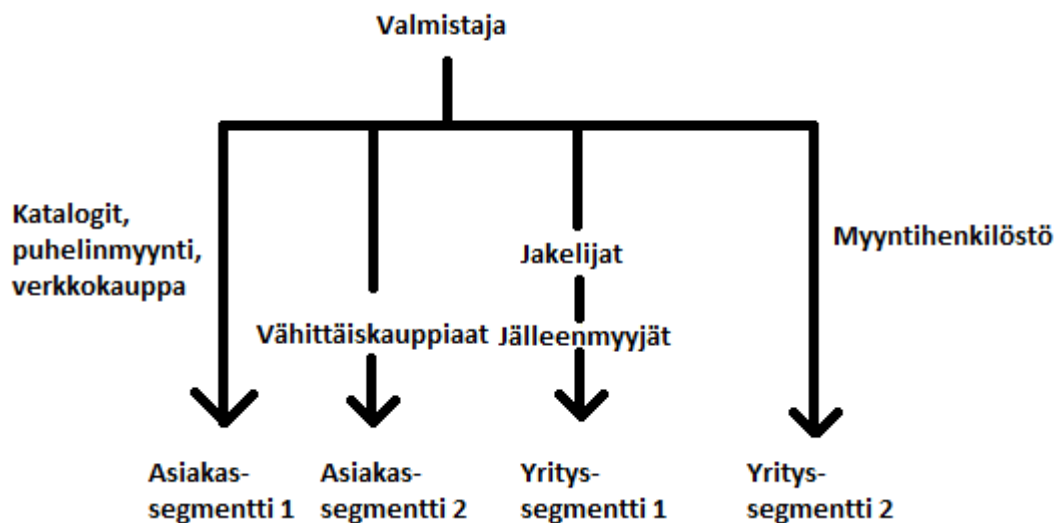 Valmistaja
Katalogit,
puhelinmyynti,
verkkokauppa
Myyntihenkilöstö
Jakelijat
Vähittäiskauppiaat
Jälleenmyyjät
Asiakas-
segmentti 1
Asiakas-
segmentti 2
Yritys-
segmentti 1
Yritys-
segmentti 2